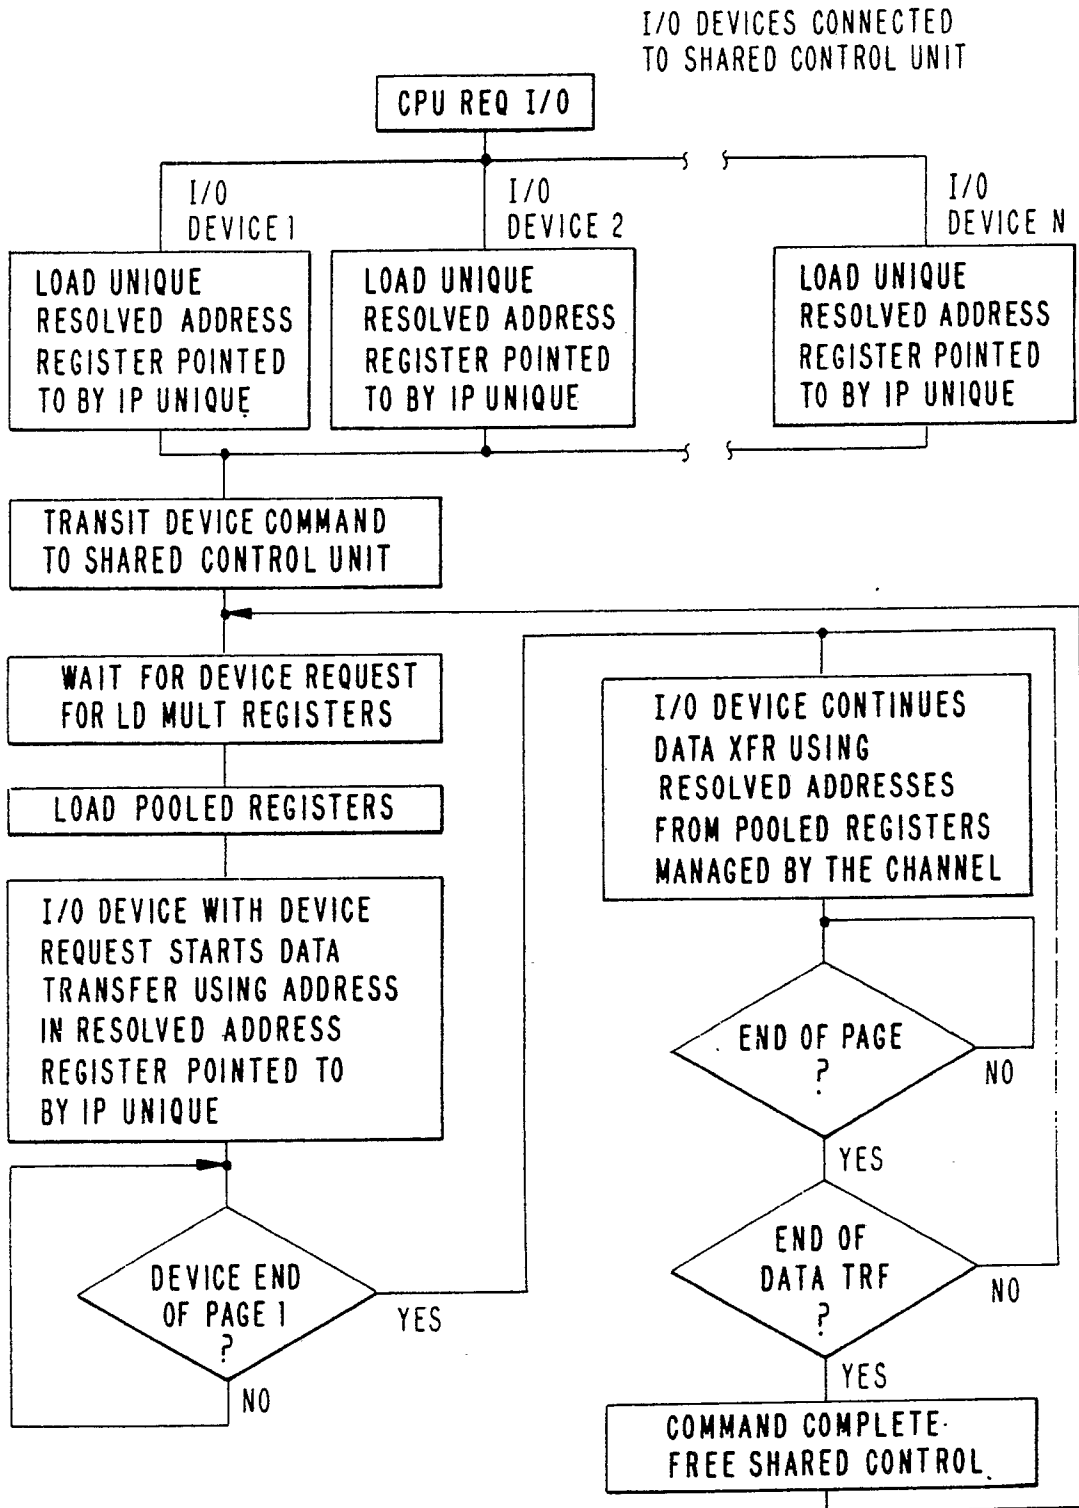 I/O DEVICES CONNECTED
TO SHARED CONTROL UNIT
CPU REQ I/O
I/O
DEVICE 1
I/O
DEVICE 2
I/O
DEVICE N
LOAD UNIQUE
RESOLVED ADDRESS
REGISTER POINTED
TO BY IP UNIQUE
LOAD UNIQUE
RESOLVED ADDRESS
REGISTER POINTED
TO BY IP UNIQUE
LOAD UNIQUE
RESOLVED ADDRESS
REGISTER POINTED
TO BY IP UNIQUE
TRANSIT DEVICE COMMAND
TO SHARED CONTROL UNIT
WAIT FOR DEVICE REQUEST
FOR LD MULT REGISTERS
LOAD POOLED REGISTERS
I/O DEVICE WITH DEVICE
REQUEST STARTS DATA
TRANSFER USING ADDRESS
IN RESOLVED ADDRESS
REGISTER POINTED TO
BY IP UNIQUE
DEVICE END
OF PAGE 1
?
YES
NO
I/O DEVICE CONTINUES
DATA XFR USING
RESOLVED ADDRESSES
FROM POOLED REGISTERS
MANAGED BY THE CHANNEL
END OF PAGE
?
NO
YES
END OF
DATA TRF
?
NO
YES
COMMAND COMPLETE
FREE SHARED CONTROL